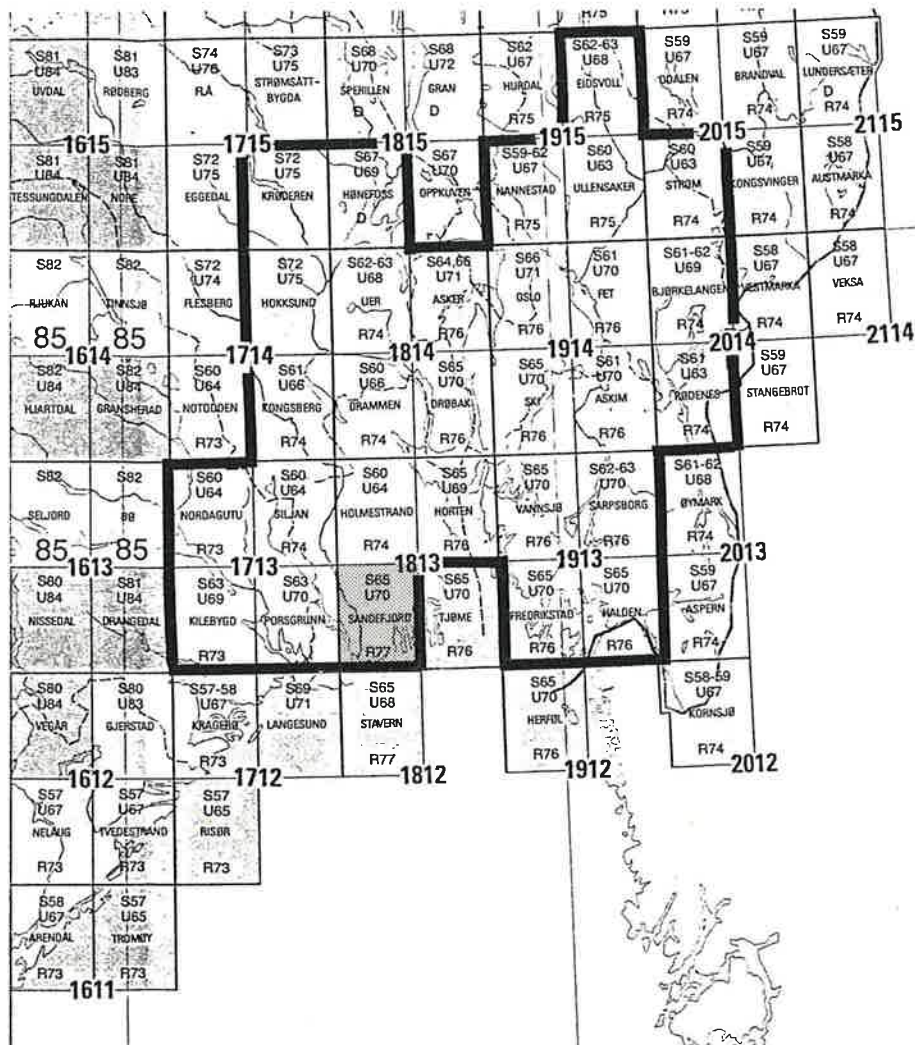 R75
R73
S81
U84
UVDAL
S81
U83
RØDBERG
S74
U76
FLÅ
S73
U75
STRØMSÅTT-
BYGDA
S68
U70
SPERILLEN
D
S68
U72
GRAN
D
S62
U67
HURDAL
R75
S62-63
U68
EIDSVOLL
R75
S59
U67
ODALEN
R74
S59
U67
BRANDVAL
R74
S59
U67
LUNDERSÆTER
D
R74
1615
1715
1815
1915
2015
2115
S81
U84
TESSUNGDALEN
S81
U84
NORE
S72
U75
EGGEDAL
S72
U75
KRØDEREN
S67
U69
HØNEFOSS
D
S67
U70
OPPKUVEN
S59-62
U67
NANNESTAD
R75
S60
U63
ULLENSAKER
R75
S60
U63
STRØM
R74
S59
U67
KONGSVINGER
R74
S58
U67
AUSTMARKA
R74
S82
RJUKAN
85
S82
TINNSJØ
85
S72
U74
FLESBERG
S72
U75
HOKKSUND
S62-63
U68
LIER
R74
S64,66
U71
ASKER
R76
S66
U71
OSLO
R76
S61
U70
FET
R76
S61-62
U69
BJØRKELANGEN
R74
S58
U67
VESTMARKA
R74
S58
U67
VEKSA
R74
1614
1714
1814
1914
2014
2114
S82
U84
HJARTDAL
S82
U84
GRANSHERAD
S60
U64
NOTODDEN
R73
S61
U66
KONGSBERG
R74
S60
U66
DRAMMEN
R74
S65
U70
DRØBAK
R76
S65
U70
SKI
R76
S61
U70
ASKIM
R76
S61
U63
RØDENES
R74
S59
U67
STANGEBROT
R74
S82
SELJORD
85
S82
BØ
85
S60
U64
NORDAGUTU
R73
S60
U64
SILJAN
R74
S60
U64
HOLMESTRAND
R74
S65
U69
HORTEN
R76
S65
U70
VANNSJØ
R76
S62-63
U70
SARPSBORG
R76
S61-62
U68
ØYMARK
R74
1613
1713
1813
1913
2013
S80
U84
NISSEDAL
S81
U84
DRANGEDAL
S63
U69
KILEBYGD
R73
S63
U70
PORSGRUNN
S65
U70
SANDEFJORD
R77
S65
U70
TJØME
R76
S65
U70
FREDRIKSTAD
R76
S65
U70
HALDEN
R76
S59
U67
ASPERN
R74
S80
U84
VEGÅR
S80
U83
GJERSTAD
S57-58
U67
KRAGERØ
R73
S69
U71
LANGESUND
S65
U68
STAVERN
R77
S65
U70
HERFØL
R76
S58-59
U67
KORNSJØ
R74
1612
1712
1812
1912
2012
S57
U67
NELAUG
R73
S57
U67
TVEDESTRAND
R73
S57
U65
RISØR
R73
S58
U67
ARENDAL
R73
S57
U65
TROMØY
R73
1611